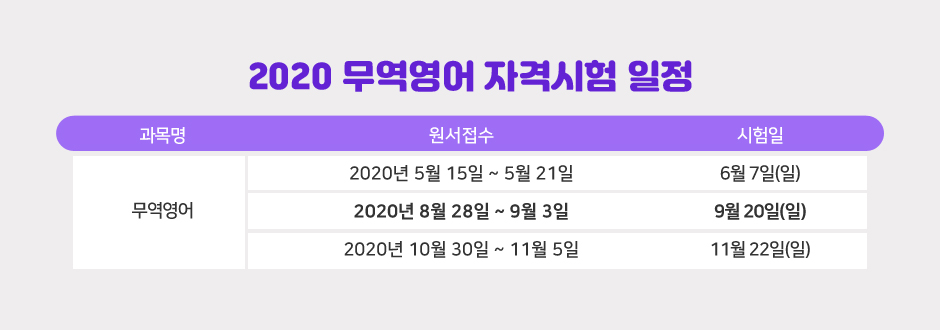 2020 무역영어 자격시험 일정
과목명 원서접수 시험일
2020년 5월 15일 ~ 5월 21일 6월 7일(일)
무역영어 2020년 8월 28일 ~ 9월 3일 9월 20일(일)
2020년 10월 30일 ~ 11월 5일 11월 22일(일)